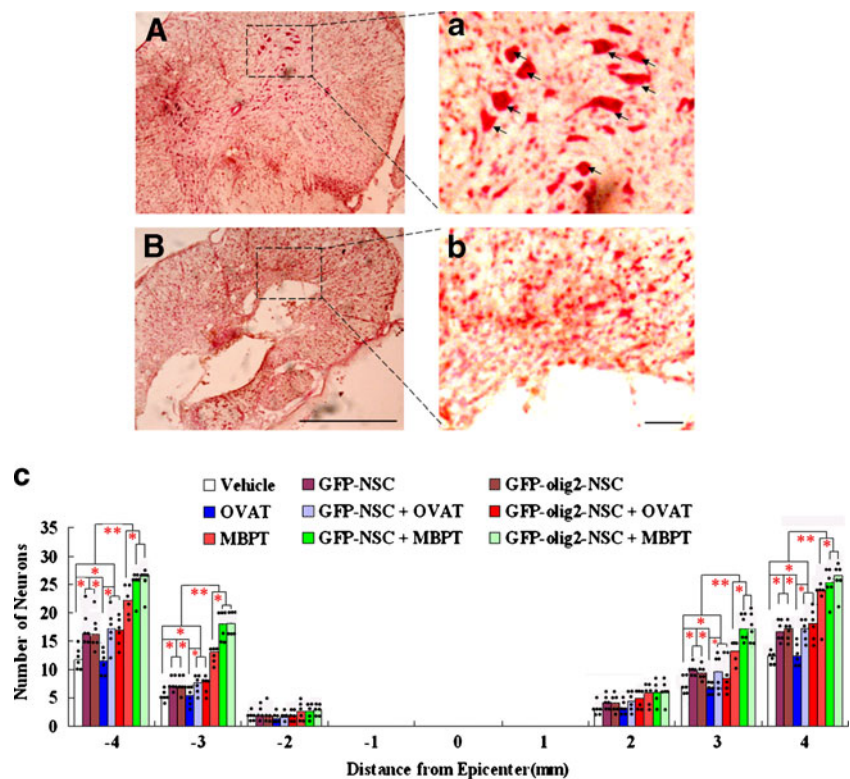 A
a
B
b
c
Vehicle
GFP-NSC
GFP-olig2-NSC
OVAT
GFP-NSC + OVAT
GFP-olig2-NSC + OVAT
MBPT
GFP-NSC + MBPT
GFP-olig2-NSC + MBPT
Number of Neurons
35
30
25
20
15
10
5
0
** * * * * * *
** * * * * * *
** * * * * * *
** * * * * * *
-4 -3 -2 -1 0 1 2 3 4
Distance from Epicenter(mm)